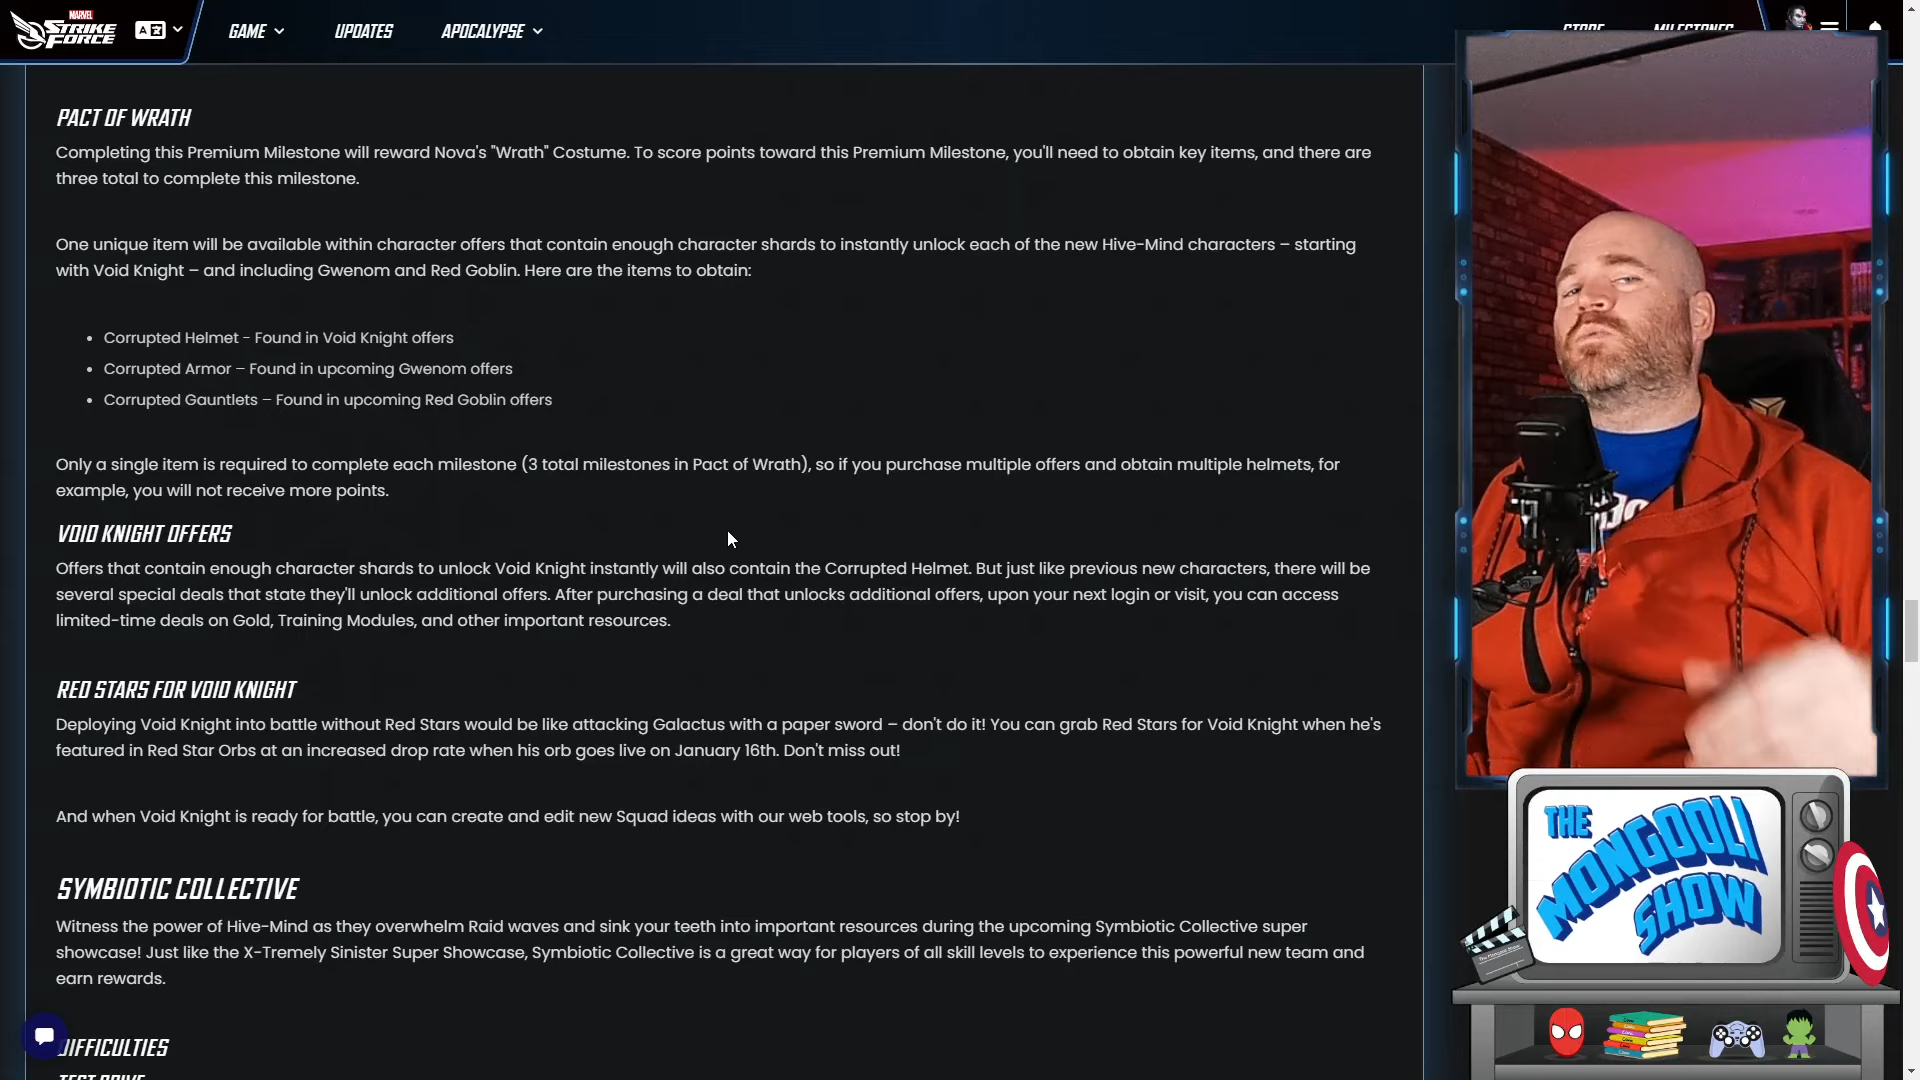 MARVEL
STRIKE
FORCE
GAME
UPDATES
APOCALYPSE
STORE
MILESTONES
PACT OF WRATH
Completing this Premium Milestone will reward Nova's "Wrath" Costume. To score points toward this Premium Milestone, you'll need to obtain key items, and there are
three total to complete this milestone.
One unique item will be available within character offers that contain enough character shards to instantly unlock each of the new Hive-Mind characters – starting
with Void Knight – and including Gwenom and Red Goblin. Here are the items to obtain:
• Corrupted Helmet - Found in Void Knight offers
• Corrupted Armor – Found in upcoming Gwenom offers
• Corrupted Gauntlets – Found in upcoming Red Goblin offers
Only a single item is required to complete each milestone (3 total milestones in Pact of Wrath), so if you purchase multiple offers and obtain multiple helmets, for
example, you will not receive more points.
VOID KNIGHT OFFERS
Offers that contain enough character shards to unlock Void Knight instantly will also contain the Corrupted Helmet. But just like previous new characters, there will be
several special deals that state they'll unlock additional offers. After purchasing a deal that unlocks additional offers, upon your next login or visit, you can access
limited-time deals on Gold, Training Modules, and other important resources.
RED STARS FOR VOID KNIGHT
Deploying Void Knight into battle without Red Stars would be like attacking Galactus with a paper sword – don't do it! You can grab Red Stars for Void Knight when he's
featured in Red Star Orbs at an increased drop rate when his orb goes live on January 16th. Don't miss out!
And when Void Knight is ready for battle, you can create and edit new Squad ideas with our web tools, so stop by!
SYMBIOTIC COLLECTIVE
Witness the power of Hive-Mind as they overwhelm Raid waves and sink your teeth into important resources during the upcoming Symbiotic Collective super
showcase! Just like the X-Tremely Sinister Super Showcase, Symbiotic Collective is a great way for players of all skill levels to experience this powerful new team and
earn rewards.
DIFFICULTIES
TEST DRIVE
THE
MONGOOLI
SHOW